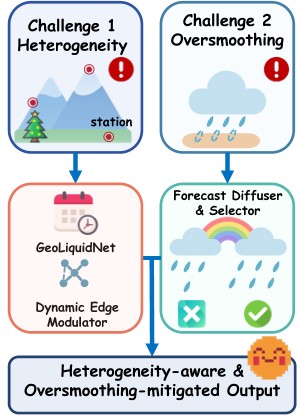 Challenge 1
Heterogeneity
station
Challenge 2
Oversmoothing
GeoLiquidNet
Dynamic Edge
Modulator
Forecast Diffuser
& Selector
Heterogeneity-aware &
Oversmoothing-mitigated Output